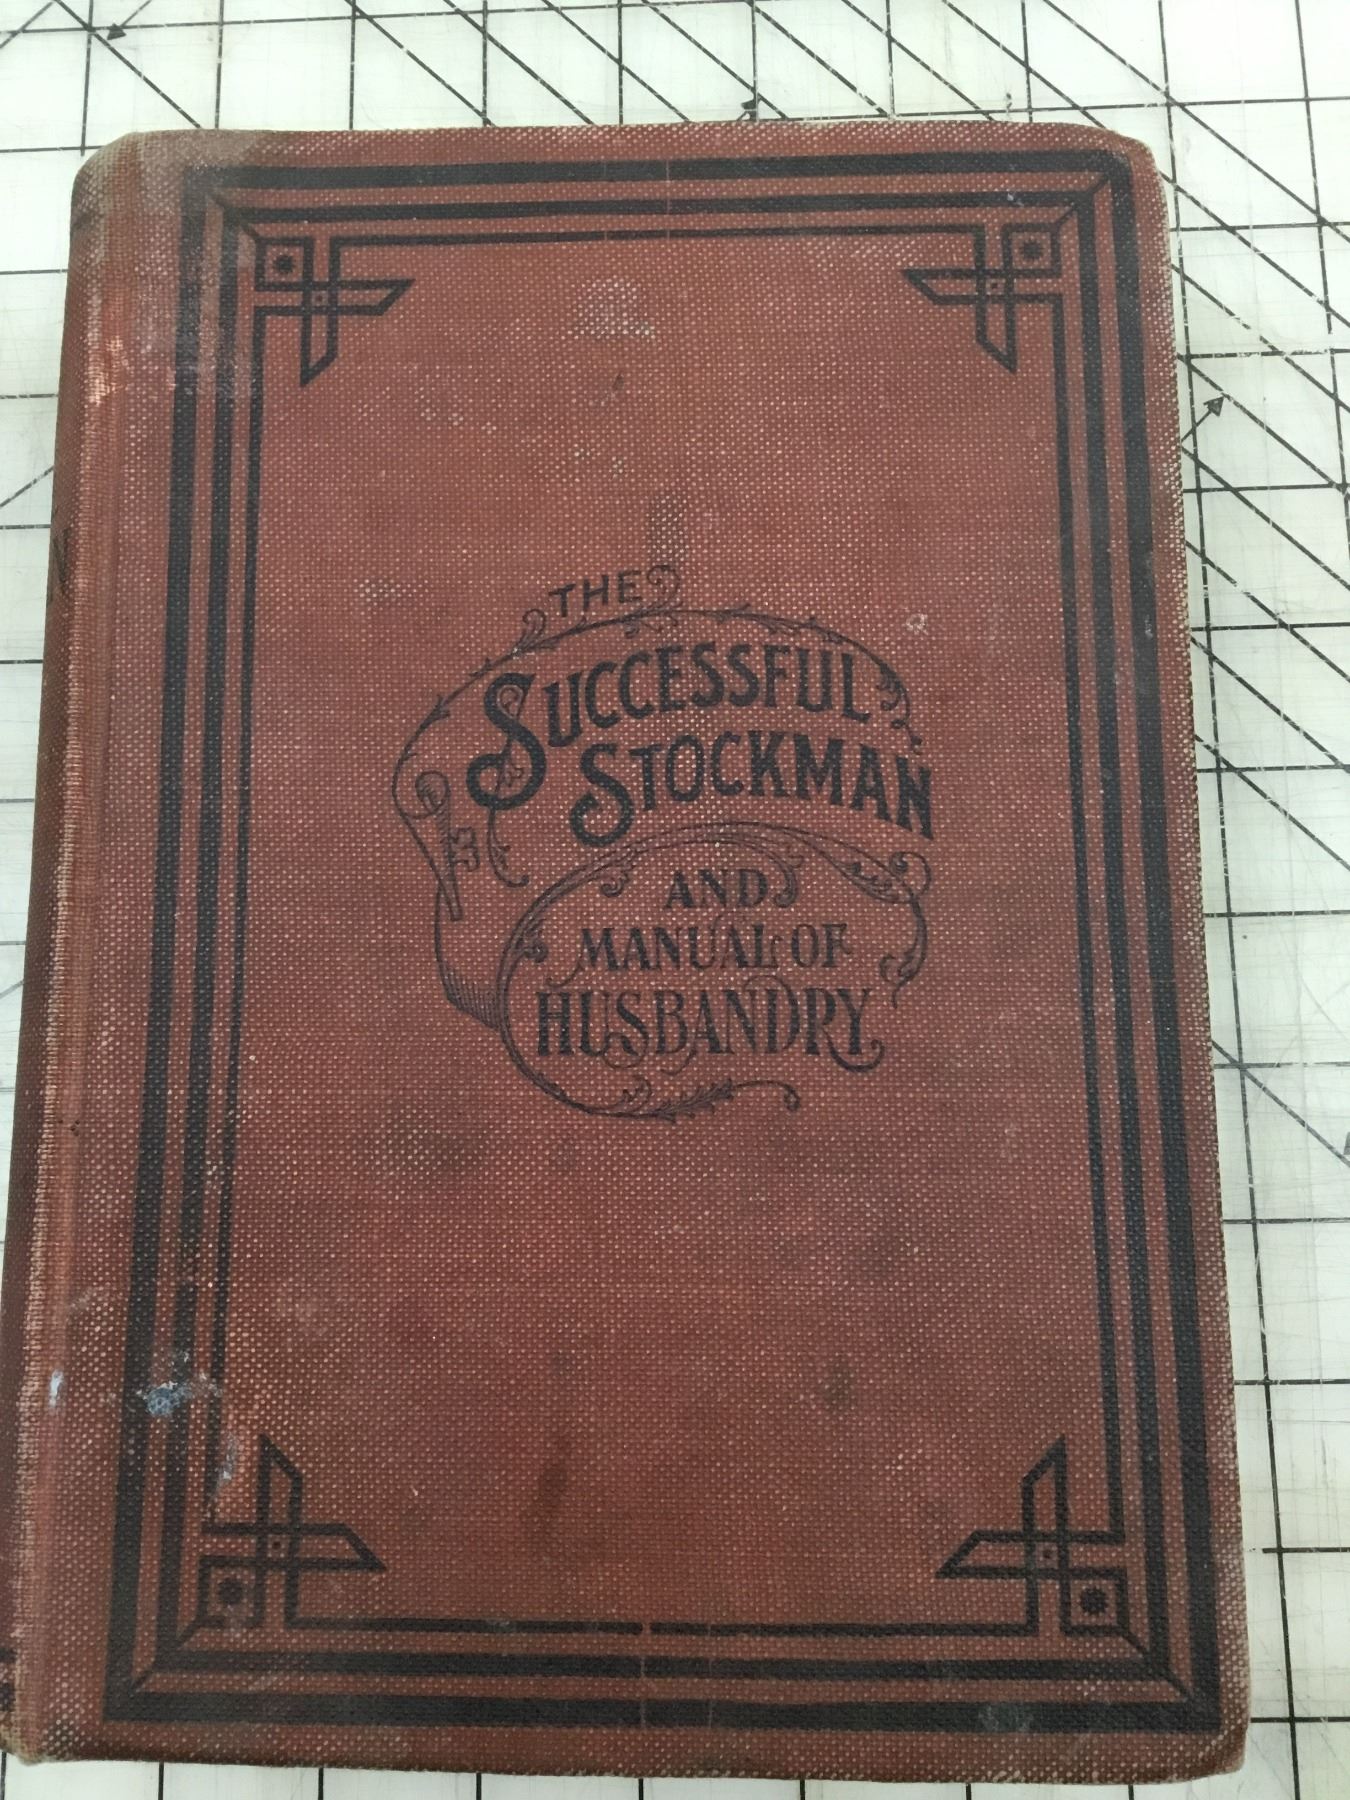 THE
SUCCESSFUL
STOCKMAN
AND
MANUAL OF
HUSBANDRY